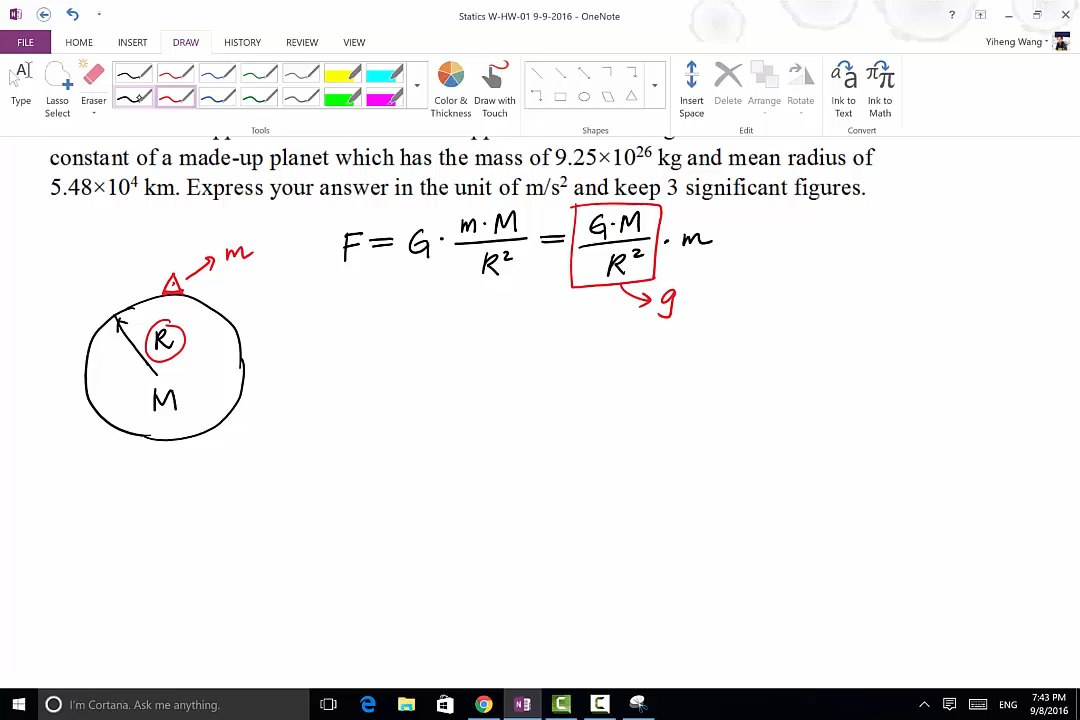 Statics W-HW-01 9-9-2016 - OneNote
?
FILE HOME INSERT DRAW HISTORY REVIEW VIEW
Yiheng Wang
Type Lasso Select Eraser
Color & Thickness Draw with Touch
Insert Space Delete Arrange Rotate
Ink to Text Ink to Math
Tools Shapes Edit Convert
constant of a made-up planet which has the mass of 9.25×10²⁶ kg and mean radius of
5.48×10⁴ km. Express your answer in the unit of m/s² and keep 3 significant figures.
F = G · m·M / R² = G·M / R² · m
g
m
R
M
I'm Cortana. Ask me anything.
ENG
7:43 PM
9/8/2016